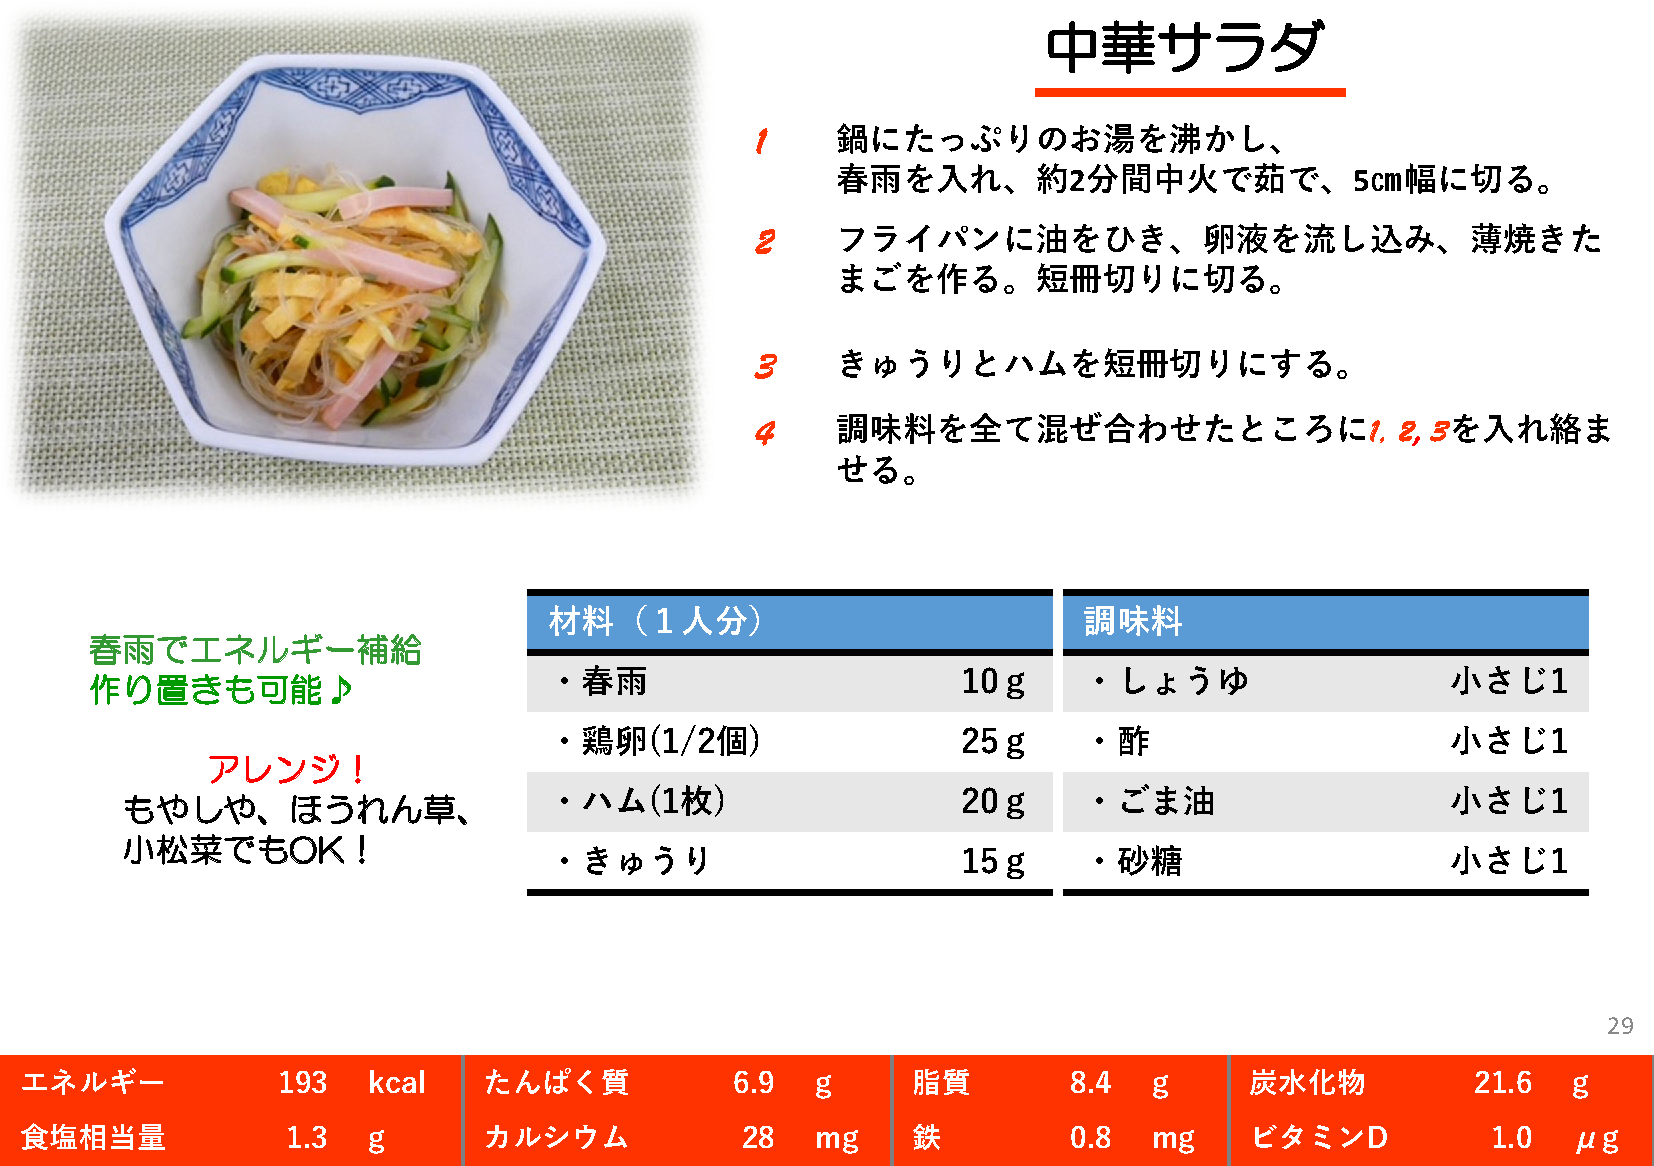 中華サラダ
1 鍋にたっぷりのお湯を沸かし、
春雨を入れ、約2分間中火で茹で、5㎝幅に切る。
2 フライパンに油をひき、卵液を流し込み、薄焼きた
まごを作る。短冊切りに切る。
3 きゅうりとハムを短冊切りにする。
4 調味料を全て混ぜ合わせたところに1, 2, 3を入れ絡ま
せる。
春雨でエネルギー補給
作り置きも可能♪
アレンジ！
もやしや、ほうれん草、
小松菜でもOK！
材料（１人分）
・春雨 10ｇ
・鶏卵(1/2個) 25ｇ
・ハム(1枚) 20ｇ
・きゅうり 15ｇ
調味料
・しょうゆ 小さじ1
・酢 小さじ1
・ごま油 小さじ1
・砂糖 小さじ1
29
エネルギー 193 kcal たんぱく質 6.9 g 脂質 8.4 g 炭水化物 21.6 g
食塩相当量 1.3 g カルシウム 28 mg 鉄 0.8 mg ビタミンD 1.0 μg